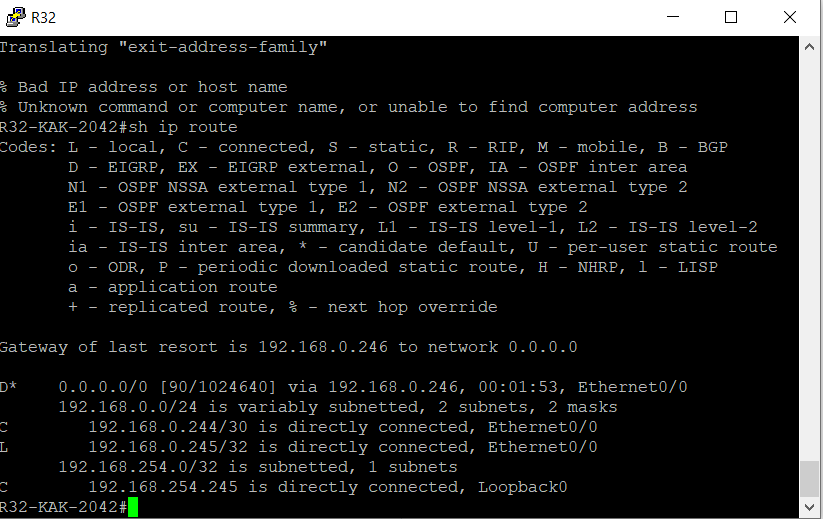 R32
Translating "exit-address-family"
% Bad IP address or host name
% Unknown command or computer name, or unable to find computer address
R32-KAK-2042#sh ip route
Codes: L - local, C - connected, S - static, R - RIP, M - mobile, B - BGP
       D - EIGRP, EX - EIGRP external, O - OSPF, IA - OSPF inter area
       N1 - OSPF NSSA external type 1, N2 - OSPF NSSA external type 2
       E1 - OSPF external type 1, E2 - OSPF external type 2
       i - IS-IS, su - IS-IS summary, L1 - IS-IS level-1, L2 - IS-IS level-2
       ia - IS-IS inter area, * - candidate default, U - per-user static route
       o - ODR, P - periodic downloaded static route, H - NHRP, l - LISP
       a - application route
       + - replicated route, % - next hop override
Gateway of last resort is 192.168.0.246 to network 0.0.0.0
D*    0.0.0.0/0 [90/1024640] via 192.168.0.246, 00:01:53, Ethernet0/0
      192.168.0.0/24 is variably subnetted, 2 subnets, 2 masks
C        192.168.0.244/30 is directly connected, Ethernet0/0
L        192.168.0.245/32 is directly connected, Ethernet0/0
      192.168.254.0/32 is subnetted, 1 subnets
C        192.168.254.245 is directly connected, Loopback0
R32-KAK-2042#